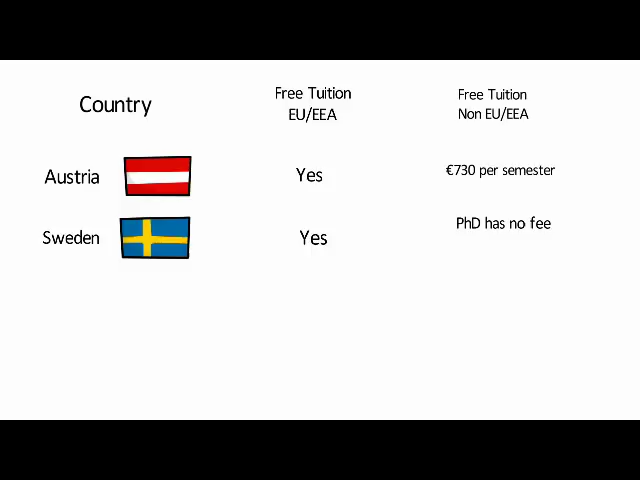 Country
Free Tuition
EU/EEA
Free Tuition
Non EU/EEA
Austria
Yes
€730 per semester
Sweden
Yes
PhD has no fee